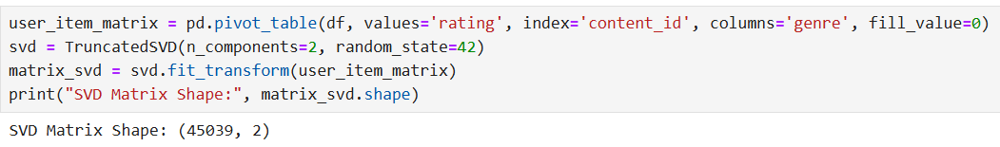 user_item_matrix = pd.pivot_table(df, values='rating', index='content_id', columns='genre', fill_value=0)
svd = TruncatedSVD(n_components=2, random_state=42)
matrix_svd = svd.fit_transform(user_item_matrix)
print("SVD Matrix Shape:", matrix_svd.shape)
SVD Matrix Shape: (45039, 2)